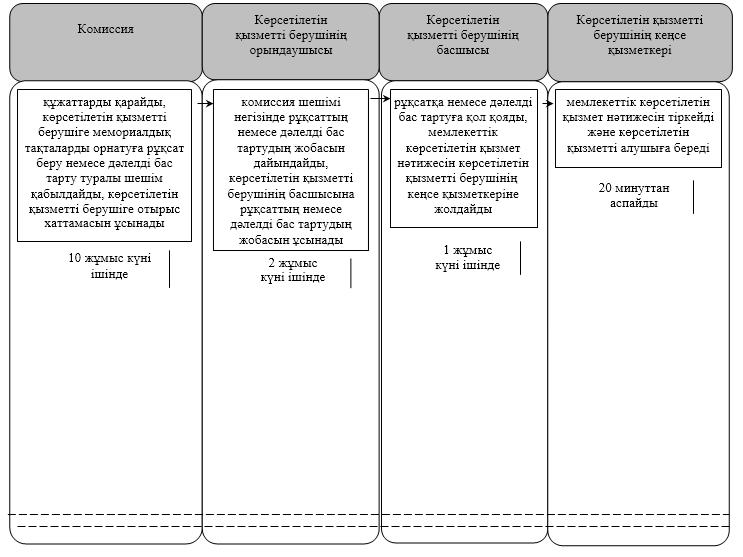 Комиссия
Көрсетілетін
қызметті берушінің
орындаушысы
Көрсетілетін
қызметті берушінің
басшысы
Көрсетілетін қызметті
берушінің кеңсе
қызметкері
құжаттарды қарайды,
көрсетілетін қызметті
берушіге мемориалдық
тақталарды орнатуға рұқсат
беру немесе дәлелді бас
тарту туралы шешім
қабылдайды, көрсетілетін
қызметті берушіге отырыс
хаттамасын ұсынады
10 жұмыс күні
ішінде
комиссия шешімі
негізінде рұқсаттың
немесе дәлелді бас
тартудың жобасын
дайындайды,
көрсетілетін қызметті
берушінің басшысына
рұқсаттың немесе
дәлелді бас тартудың
жобасын ұсынады
2 жұмыс
күні ішінде
рұқсатқа немесе дәлелді
бас тартуға қол қояды,
мемлекеттік
көрсетілетін қызмет
нәтижесін көрсетілетін
қызметті берушінің
кеңсе қызметкеріне
жолдайды
1 жұмыс
күні ішінде
мемлекеттік көрсетілетін
қызмет нәтижесін тіркейді
және көрсетілетін
қызметті алушыға береді
20 минуттан
аспайды